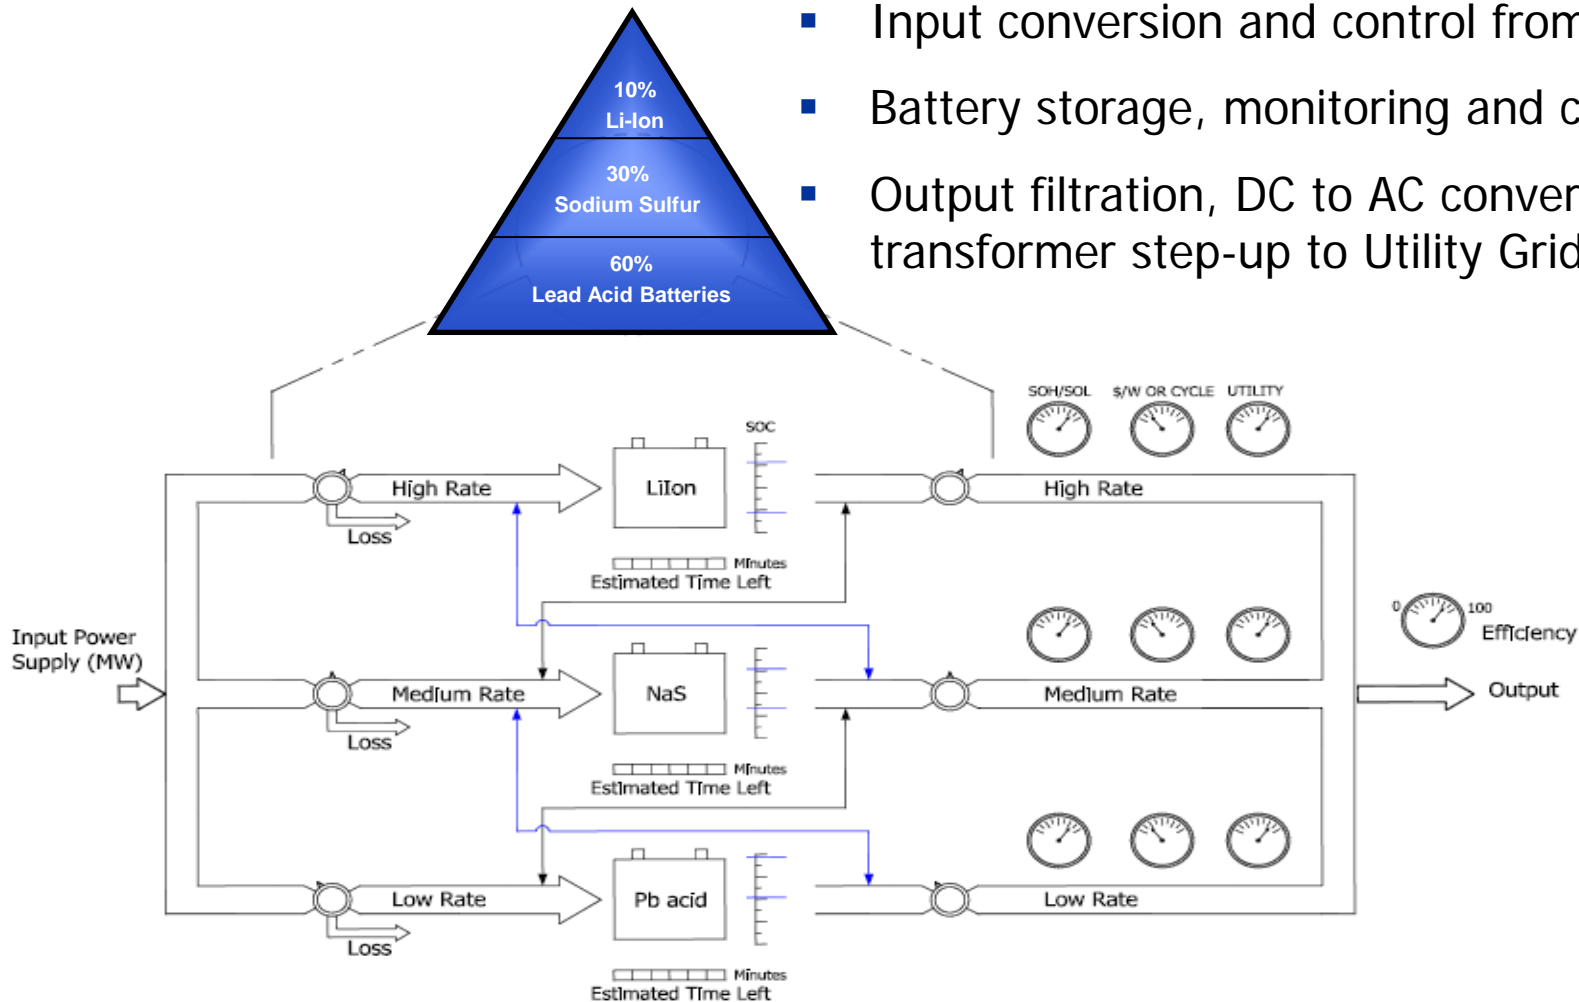 Input conversion and control from
Battery storage, monitoring and
Output filtration, DC to AC
transformer step-up to Utility Grid
10%
Li-Ion
30%
Sodium Sulfur
60%
Lead Acid Batteries
SOH/SOL $/W OR CYCLE UTILITY
SOC
High Rate
LiIon
High Rate
Loss
Minutes
Estimated Time Left
0 100
Efficiency
Input Power
Supply (MW)
Medium Rate
NaS
Medium Rate
Output
Loss
Minutes
Estimated Time Left
Low Rate
Pb acid
Low Rate
Loss
Minutes
Estimated Time Left